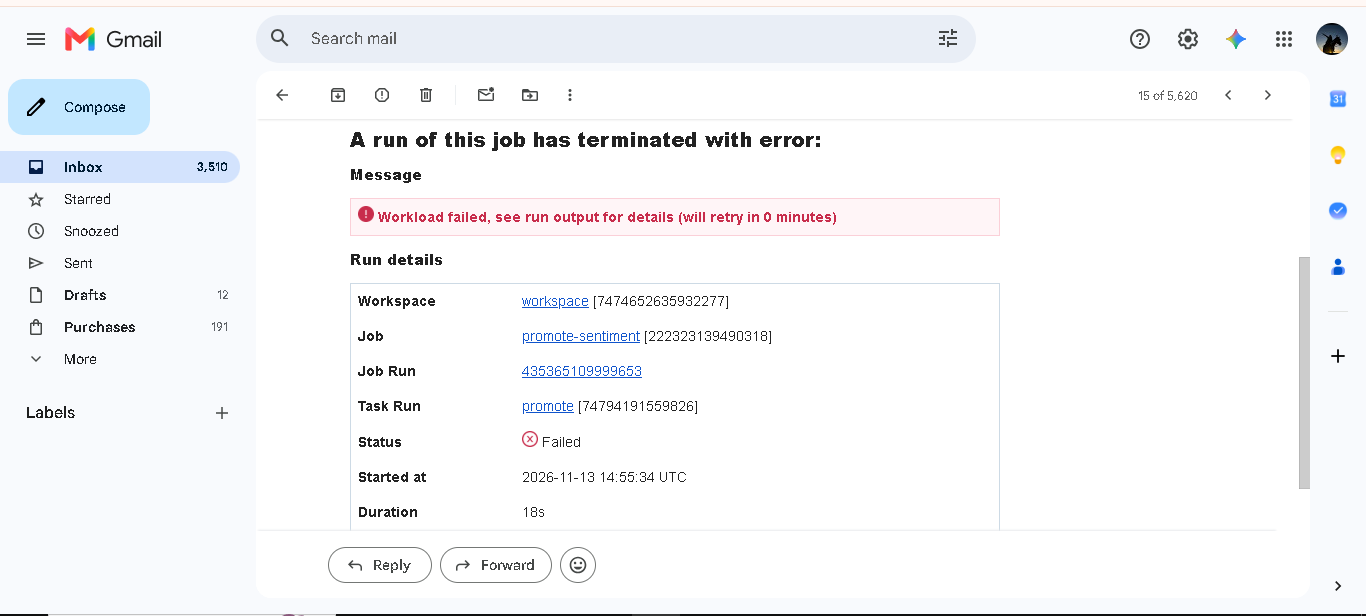 Gmail
Search mail
Compose
15 of 5,620
31
Inbox 3,510
Starred
Snoozed
Sent
Drafts 12
Purchases 191
More
Labels
A run of this job has terminated with error:
Message
Workload failed, see run output for details (will retry in 0 minutes)
Run details
Workspace workspace [7474652635932277]
Job promote-sentiment [222323139490318]
Job Run 435365109999653
Task Run promote [74794191559826]
Status Failed
Started at 2026-11-13 14:55:34 UTC
Duration 18s
Reply Forward